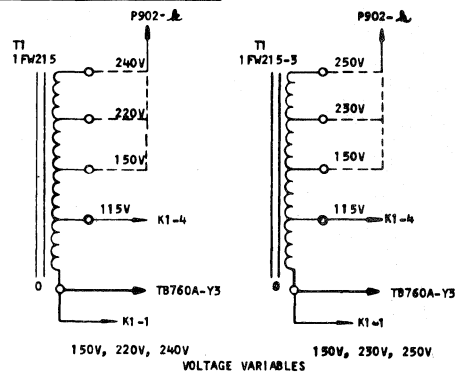 P902-k
T1
1FW215
240V
220V
150V
115V
K1-4
0
TB760A-Y3
K1-1
150V, 220V, 240V
P902-k
T1
1FW215-3
250V
230V
150V
115V
K1-4
0
TB760A-Y3
K1-1
150V, 230V, 250V
VOLTAGE VARIABLES